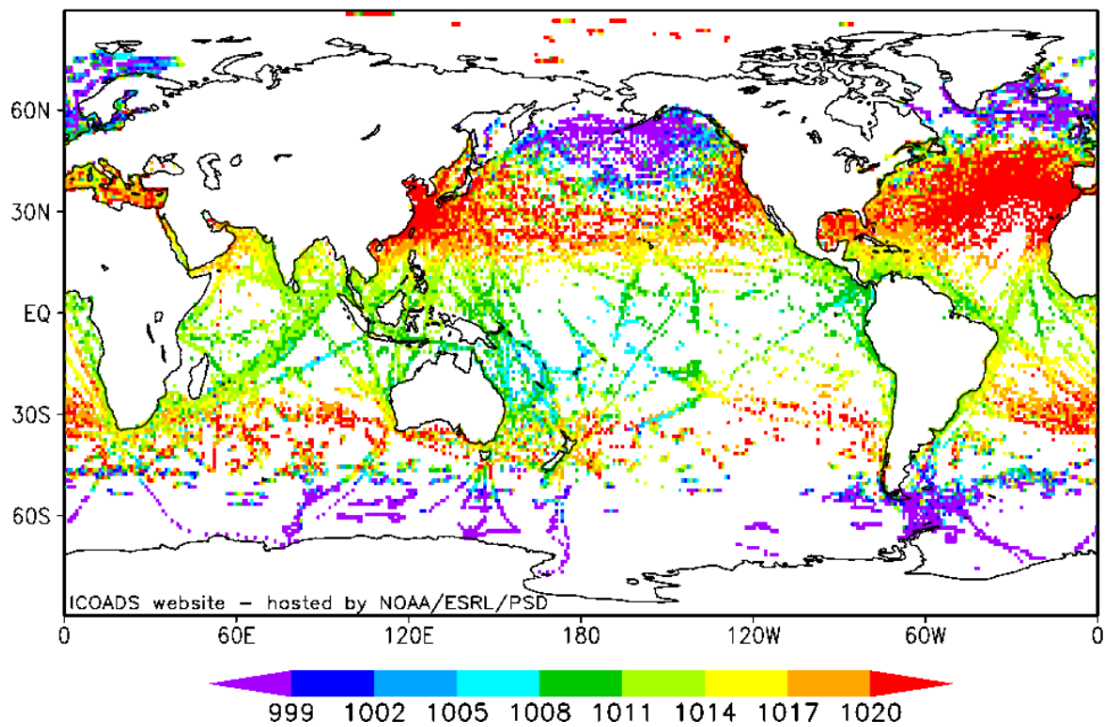 60N
30N
EQ
30S
60S
ICOADS website – hosted by NOAA/ESRL/PSD
0 60E 120E 180 120W 60W 0
999 1002 1005 1008 1011 1014 1017 1020